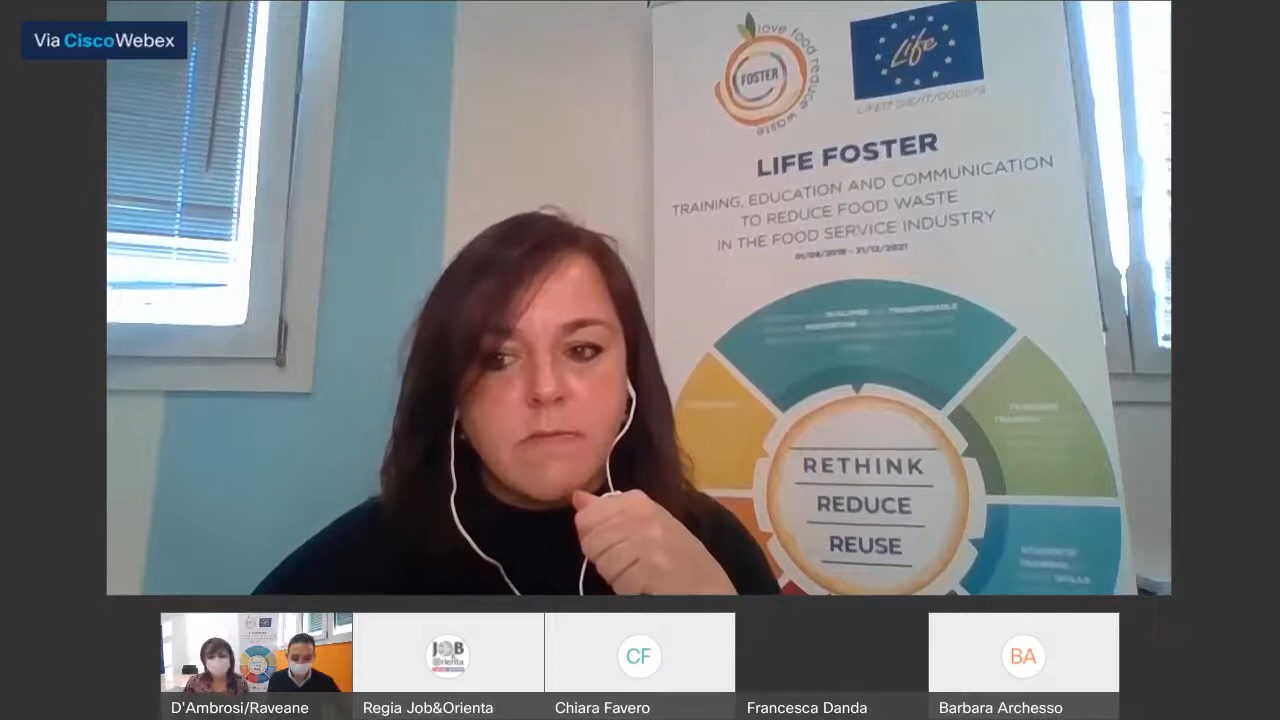 Via CiscoWebex
love food reduce waste
FOSTER
Life
LIFE FOSTER
TRAINING, EDUCATION AND COMMUNICATION
TO REDUCE FOOD WASTE
IN THE FOOD SERVICE INDUSTRY
RETHINK
REDUCE
REUSE
JOB
Orienta
CF
BA
D'Ambrosi/Raveane
Regia Job&Orienta
Chiara Favero
Francesca Danda
Barbara Archesso